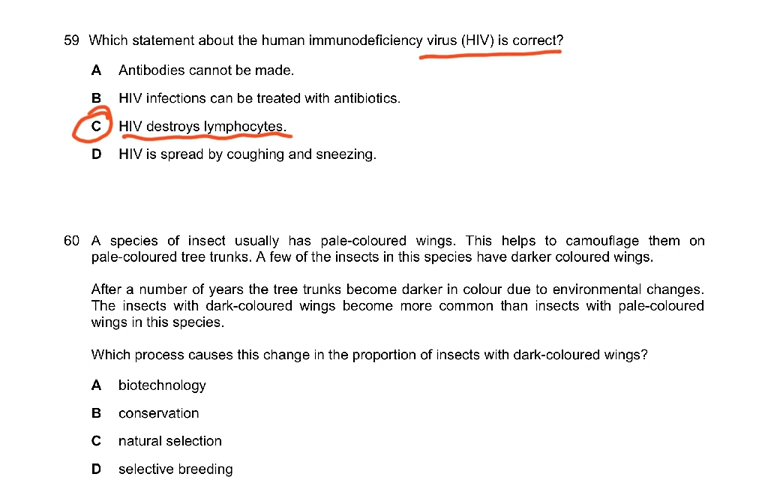 59 Which statement about the human immunodeficiency virus (HIV) is correct?
A Antibodies cannot be made.
B HIV infections can be treated with antibiotics.
C HIV destroys lymphocytes.
D HIV is spread by coughing and sneezing.
60 A species of insect usually has pale-coloured wings. This helps to camouflage them on
pale-coloured tree trunks. A few of the insects in this species have darker coloured wings.
After a number of years the tree trunks become darker in colour due to environmental changes.
The insects with dark-coloured wings become more common than insects with pale-coloured
wings in this species.
Which process causes this change in the proportion of insects with dark-coloured wings?
A biotechnology
B conservation
C natural selection
D selective breeding